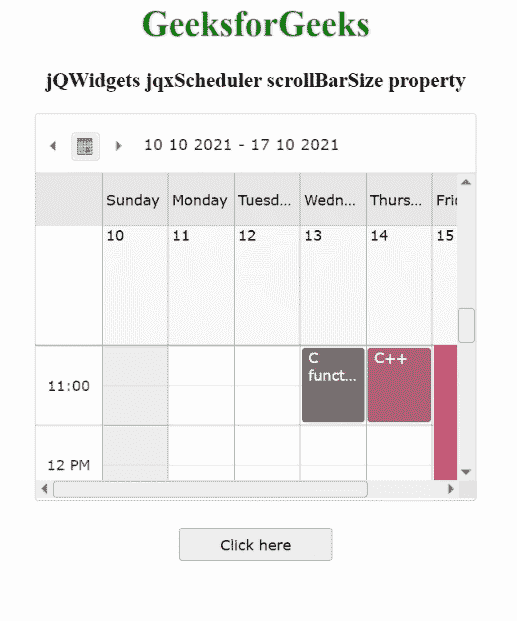 GeeksforGeeks
jQWidgets jqxScheduler scrollBarSize property
10 10 2021 - 17 10 2021
Sunday Monday Tuesd... Wedn... Thurs... Fri
10 11 12 13 14 15
C funct... C++
11:00
12 PM
Click here